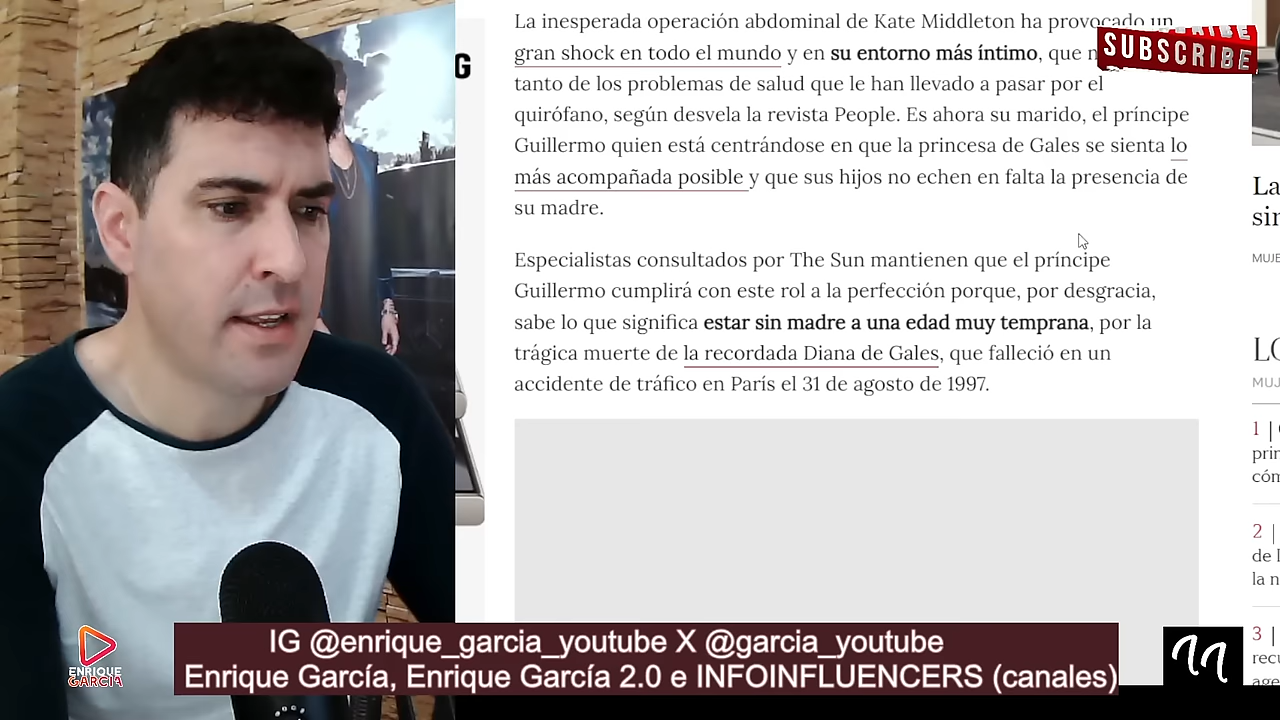 La inesperada operación abdominal de Kate Middleton ha provocado un
gran shock en todo el mundo y en su entorno más íntimo, que
tanto de los problemas de salud que le han llevado a pasar por el
quirófano, según desvela la revista People. Es ahora su marido, el príncipe
Guillermo quien está centrándose en que la princesa de Gales se sienta lo
más acompañada posible y que sus hijos no echen en falta la presencia de
su madre.
Especialistas consultados por The Sun mantienen que el príncipe
Guillermo cumplirá con este rol a la perfección porque, por desgracia,
sabe lo que significa estar sin madre a una edad muy temprana, por la
trágica muerte de la recordada Diana de Gales, que falleció en un
accidente de tráfico en París el 31 de agosto de 1997.
SUBSCRIBE
G
La
LO
1
2
de
3
IG @enrique_garcia_youtube X @garcia_youtube
Enrique García, Enrique García 2.0 e INFOINFLUENCERS (canales)
ENRIQUE
GARCÍA